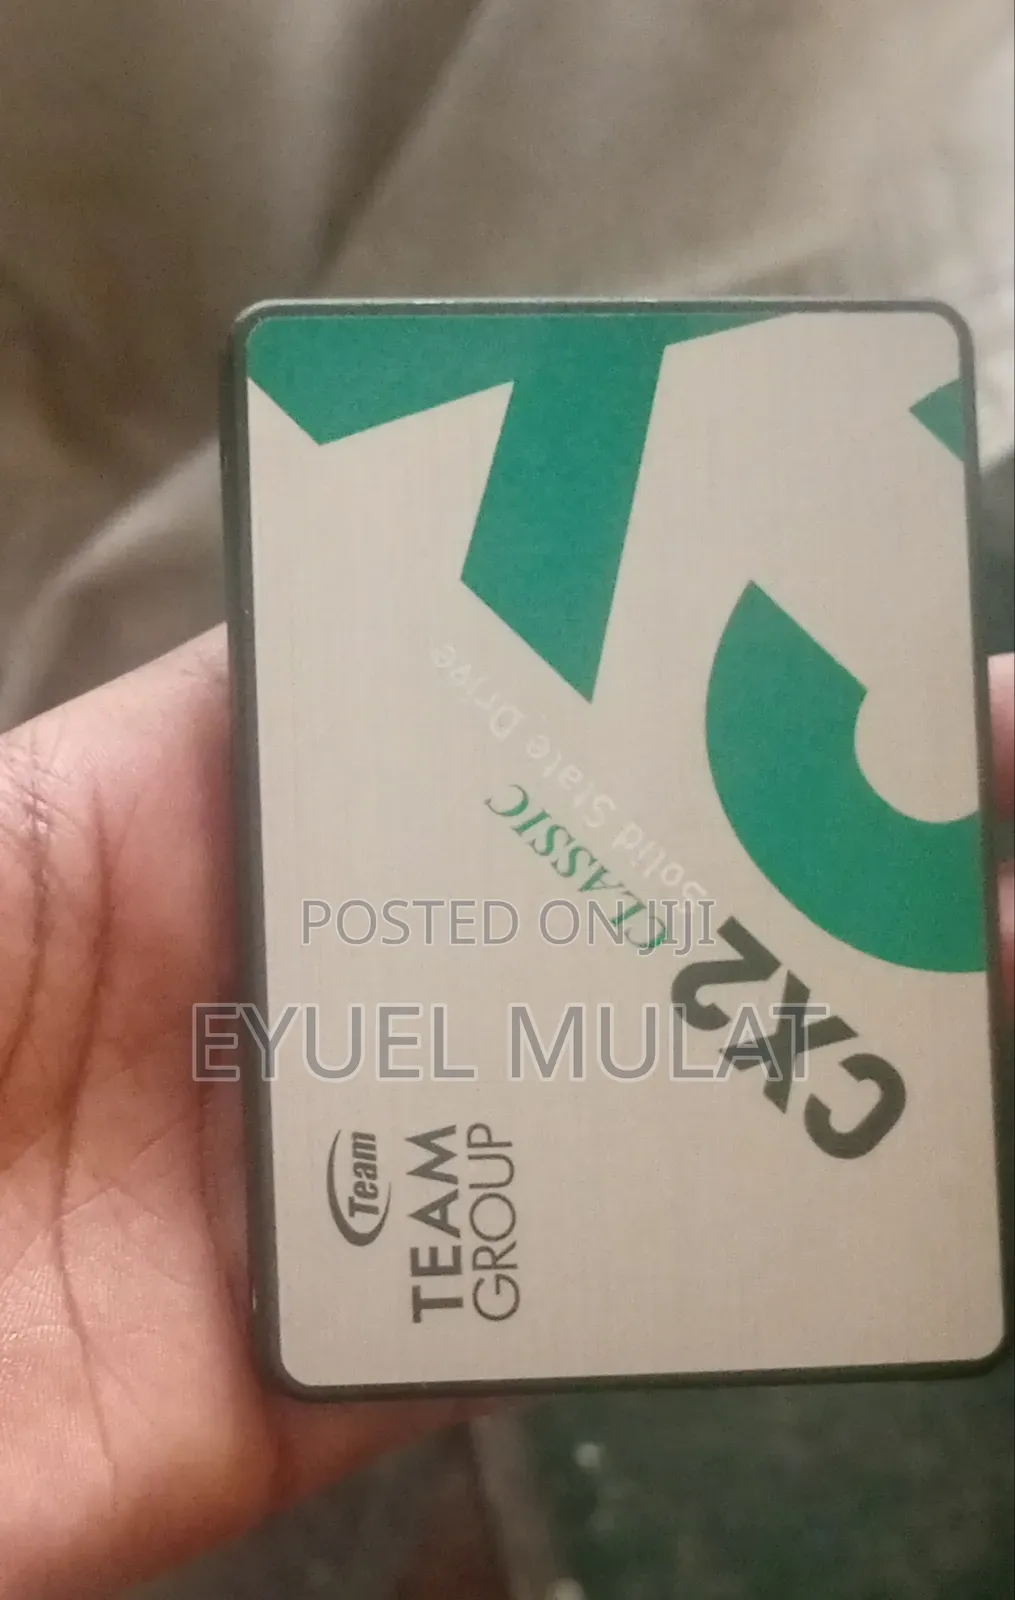 Solid State Drive
CLASSIC
CX2
POSTED ON JIJI
EYUEL MULAT
Team
TEAM
GROUP